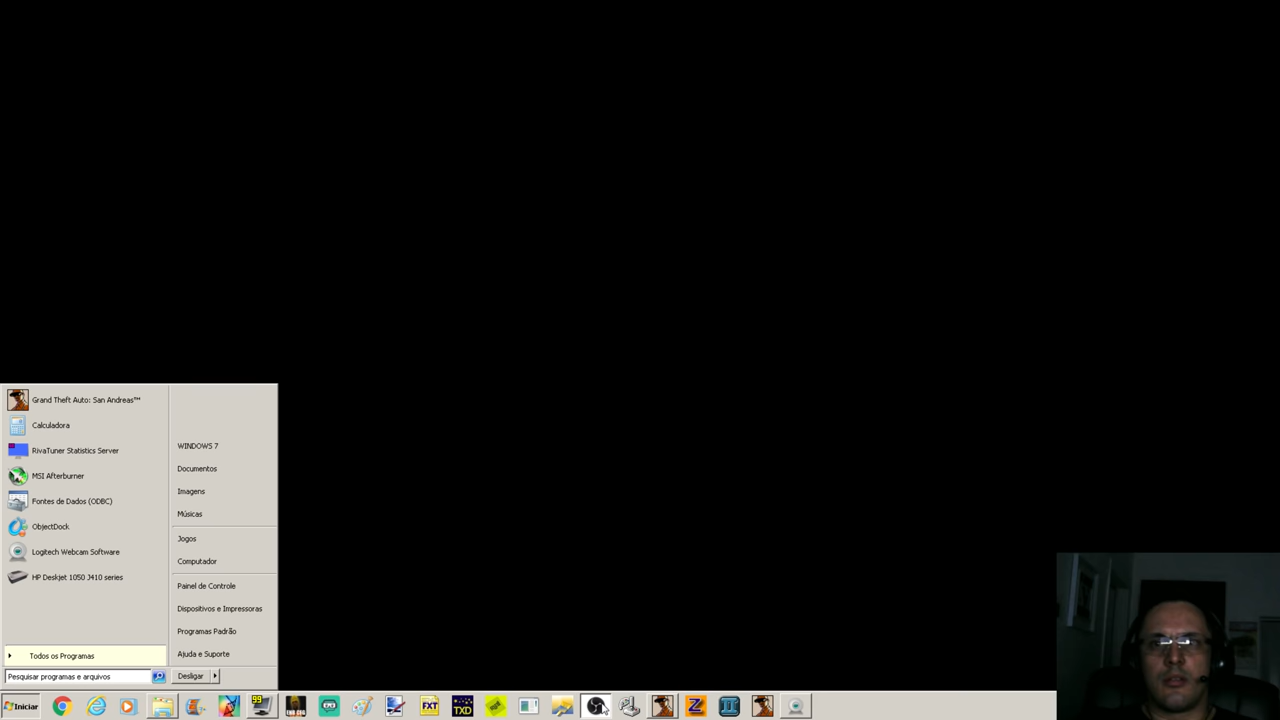 Grand Theft Auto: San Andreas™
Calculadora
RivaTuner Statistics Server
MSI Afterburner
Fontes de Dados (ODBC)
ObjectDock
Logitech Webcam Software
HP Deskjet 1050 J410 series
Todos os Programas
Pesquisar programas e arquivos
WINDOWS 7
Documentos
Imagens
Músicas
Jogos
Computador
Painel de Controle
Dispositivos e Impressoras
Programas Padrão
Ajuda e Suporte
Desligar
Iniciar
99
FXT
TXD
Z